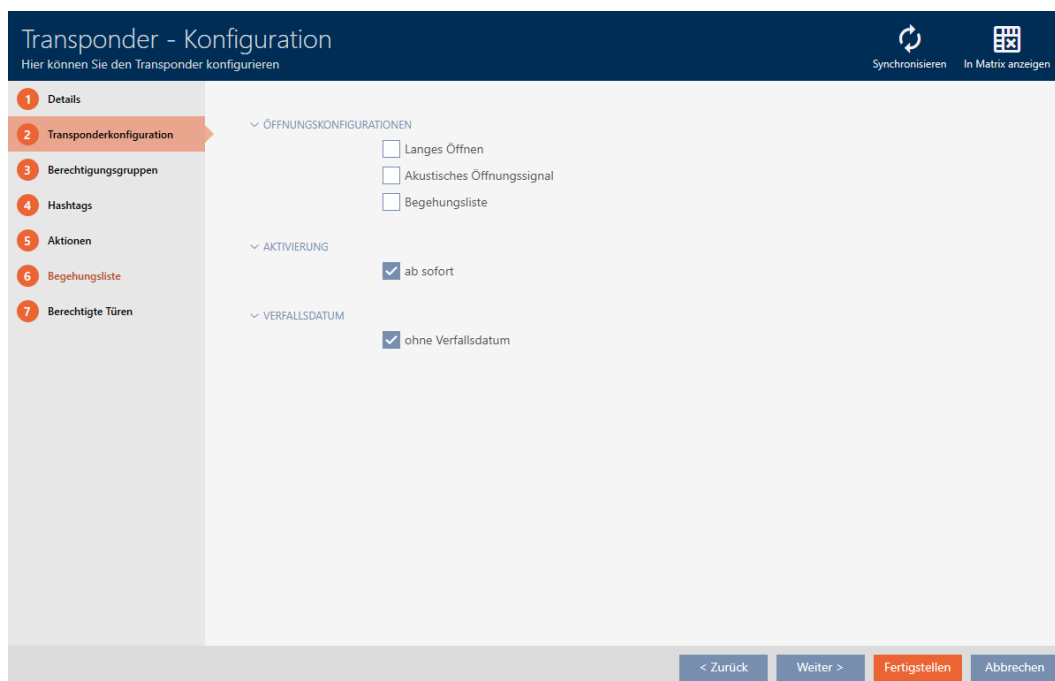 Transponder - Konfiguration
Hier können Sie den Transponder konfigurieren
Synchronisieren
In Matrix anzeigen
1 Details
2 Transponderkonfiguration
3 Berechtigungsgruppen
4 Hashtags
5 Aktionen
6 Begehungsliste
7 Berechtigte Türen
ÖFFNUNGSKONFIGURATIONEN
Langes Öffnen
Akustisches Öffnungssignal
Begehungsliste
AKTIVIERUNG
ab sofort
VERFALLSDATUM
ohne Verfallsdatum
< Zurück
Weiter >
Fertigstellen
Abbrechen